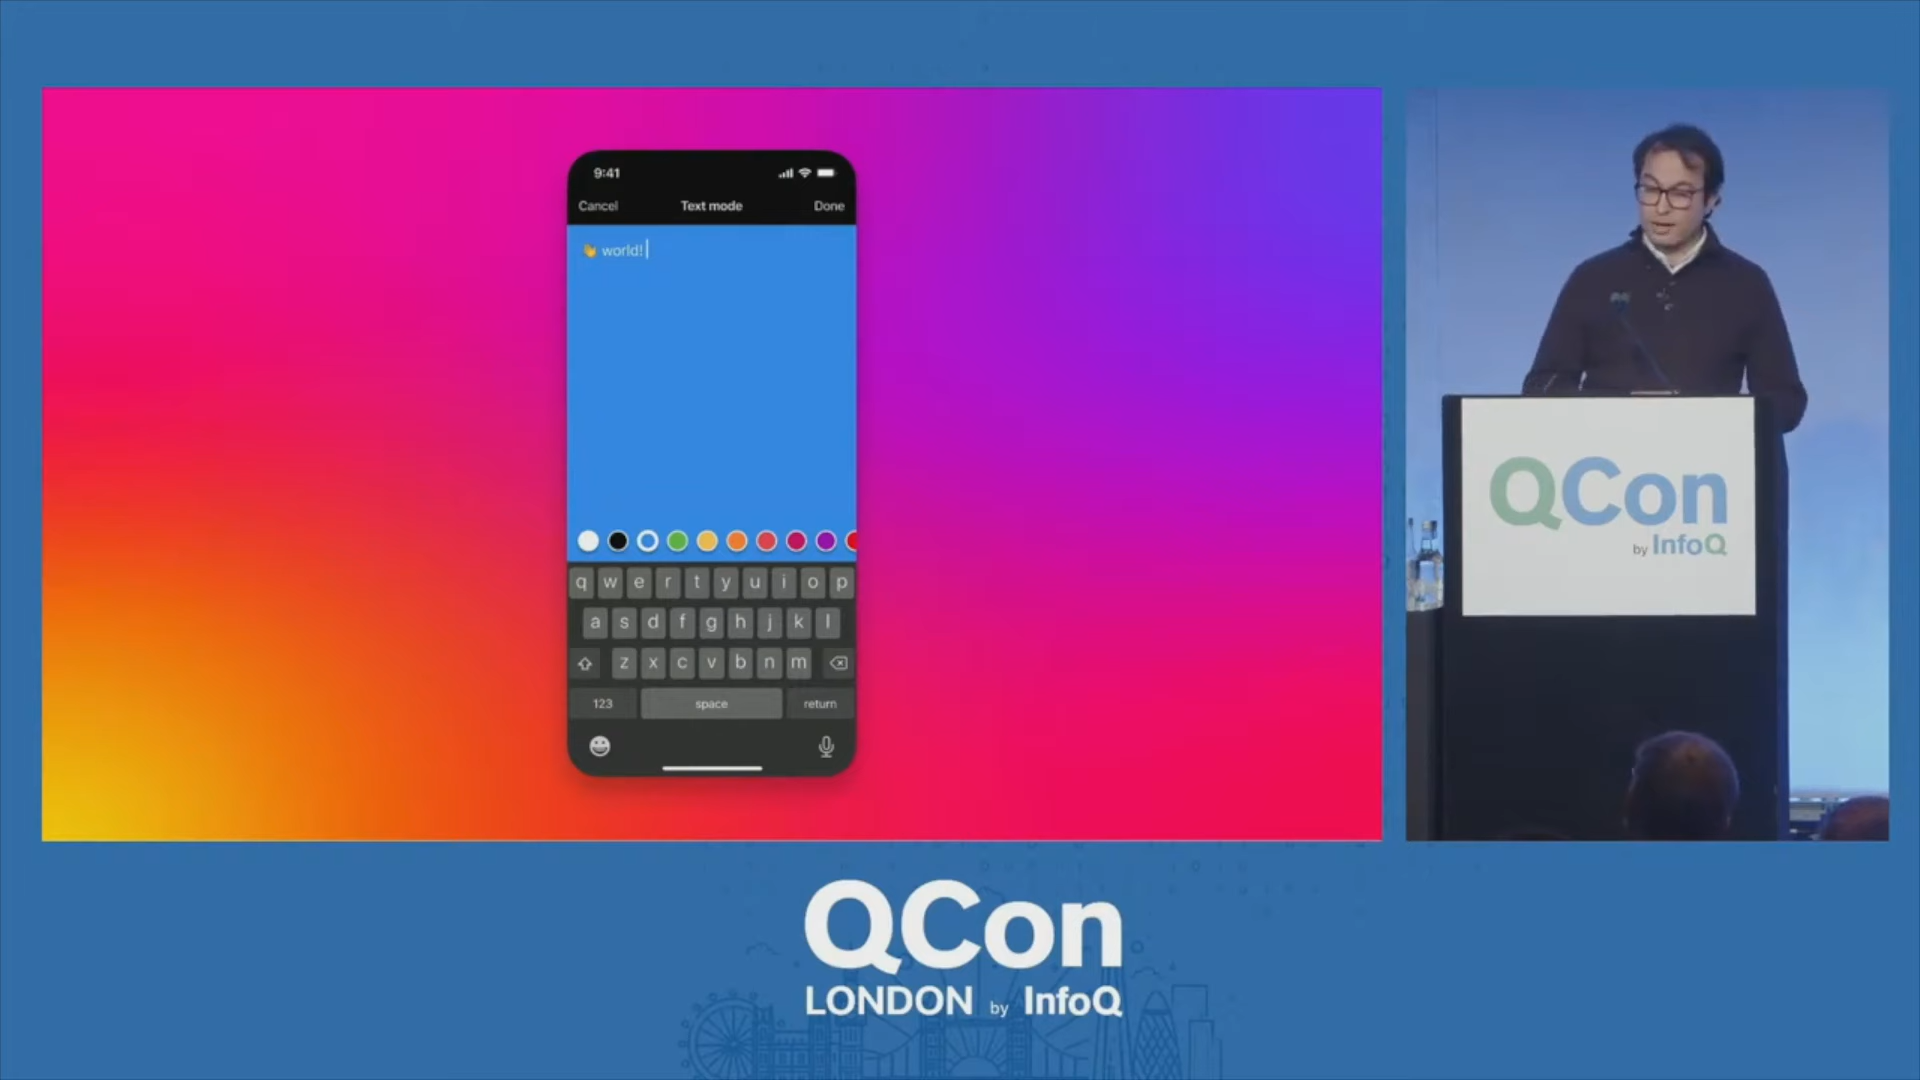 9:41
Cancel Text mode Done
👋 world!
q w e r t y u i o p
a s d f g h j k l
z x c v b n m
123 space return
QCon
by InfoQ
QCon
LONDON by InfoQ